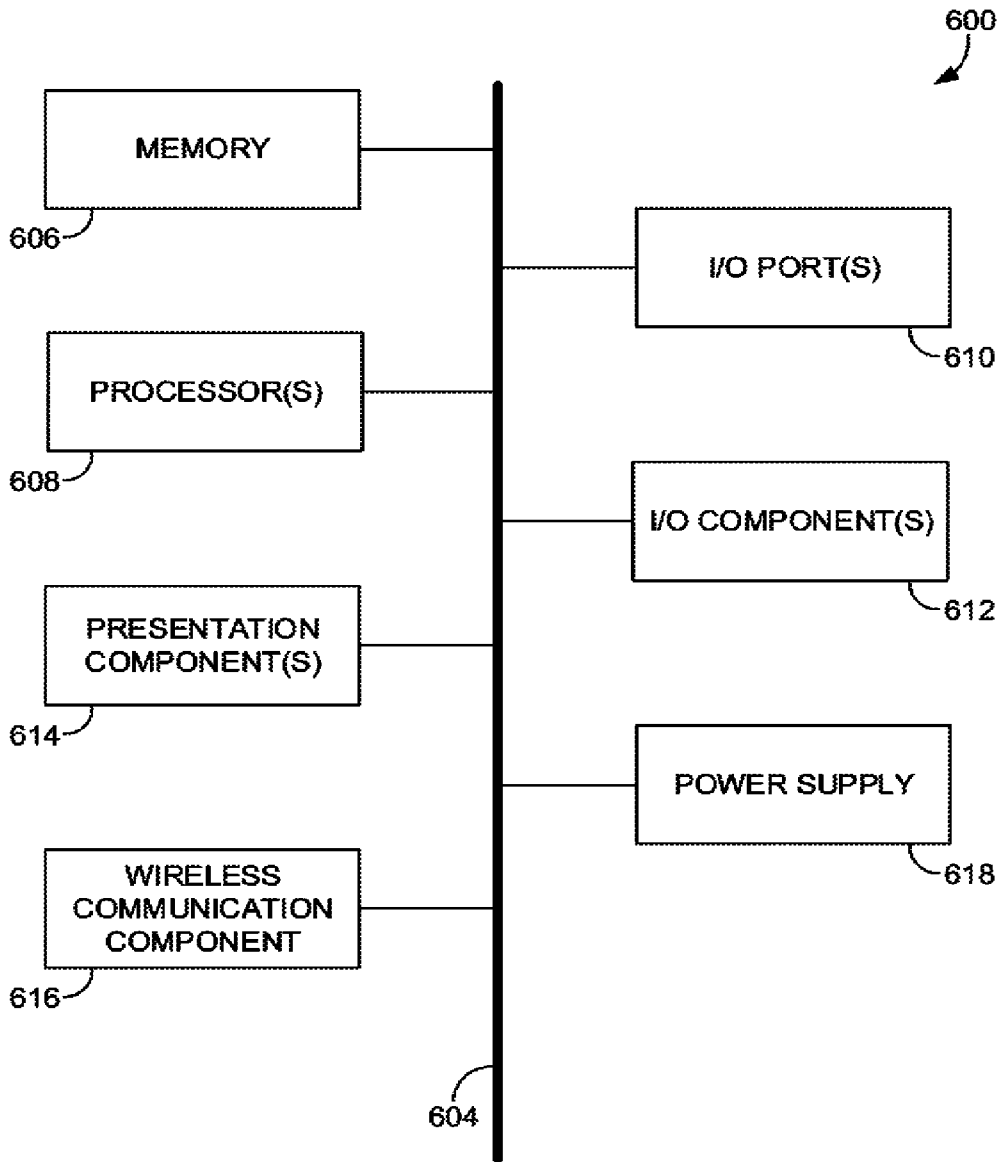 600
MEMORY
606
I/O PORT(S)
610
PROCESSOR(S)
608
I/O COMPONENT(S)
612
PRESENTATION
COMPONENT(S)
614
POWER SUPPLY
618
WIRELESS
COMMUNICATION
COMPONENT
616
604